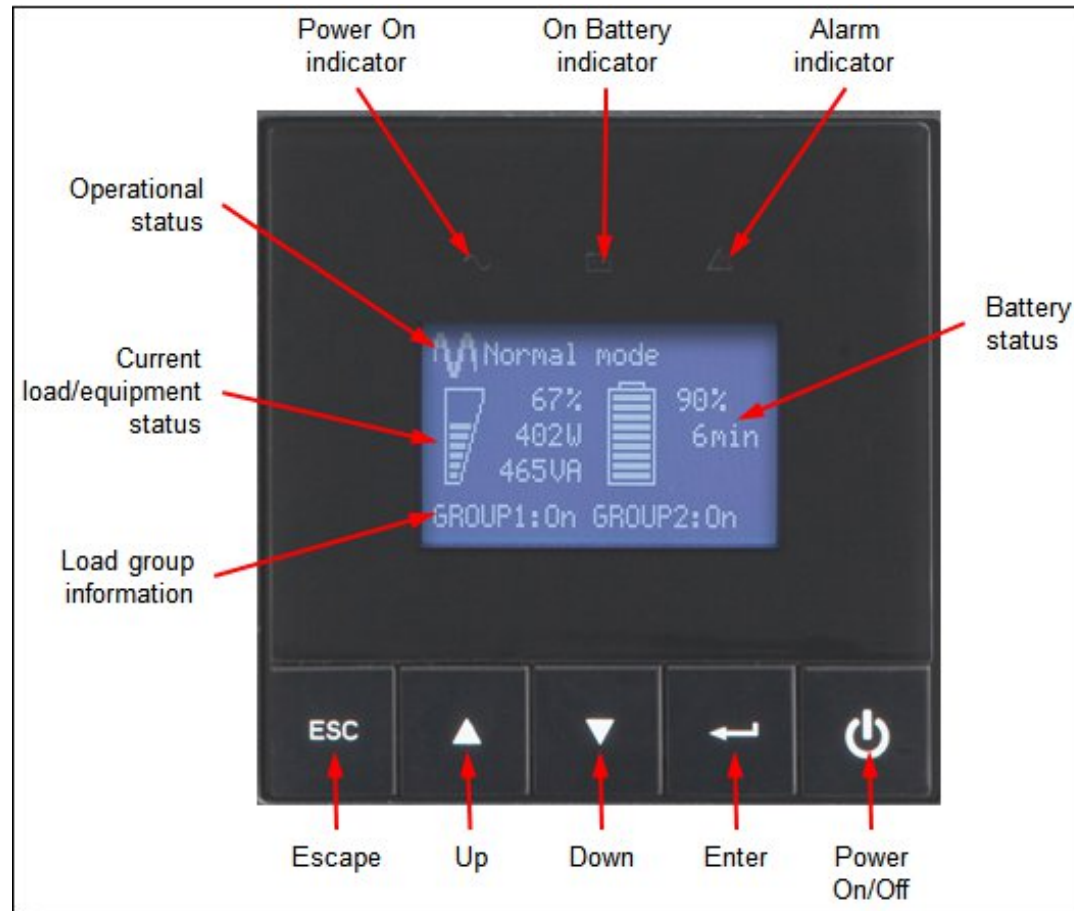 Power On
indicator
On Battery
indicator
Alarm
indicator
Operational
status
Battery
status
Current
load/equipment
status
Load group
information
Normal mode
67%
402W
465VA
90%
6min
GROUP1:On GROUP2:On
ESC
Escape
Up
Down
Enter
Power
On/Off